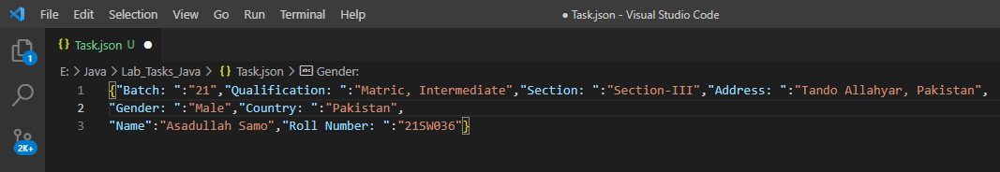 File Edit Selection View Go Run Terminal Help ● Task.json - Visual Studio Code
{} Task.json U ●
E: > Java > Lab_Tasks_Java > {} Task.json > abc Gender:
1 {"Batch: ":"21","Qualification: ":"Matric, Intermediate","Section: ":"Section-III","Address: ":"Tando Allahyar, Pakistan",
2 "Gender: ":"Male","Country: ":"Pakistan",
3 "Name":"Asadullah Samo","Roll Number: ":"21SW036"}
1
2K+